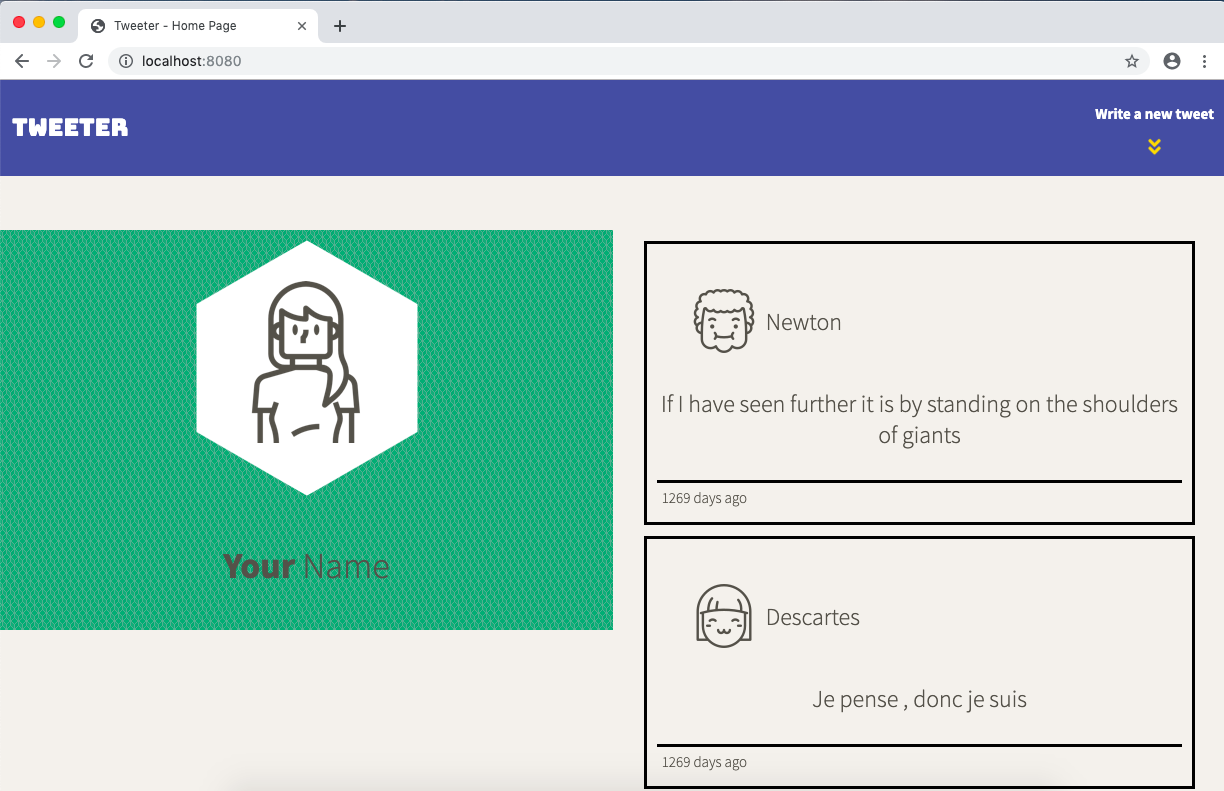 Tweeter - Home Page
localhost:8080
TWEETER
Write a new tweet
Your Name
Newton
If I have seen further it is by standing on the shoulders
of giants
1269 days ago
Descartes
Je pense , donc je suis
1269 days ago